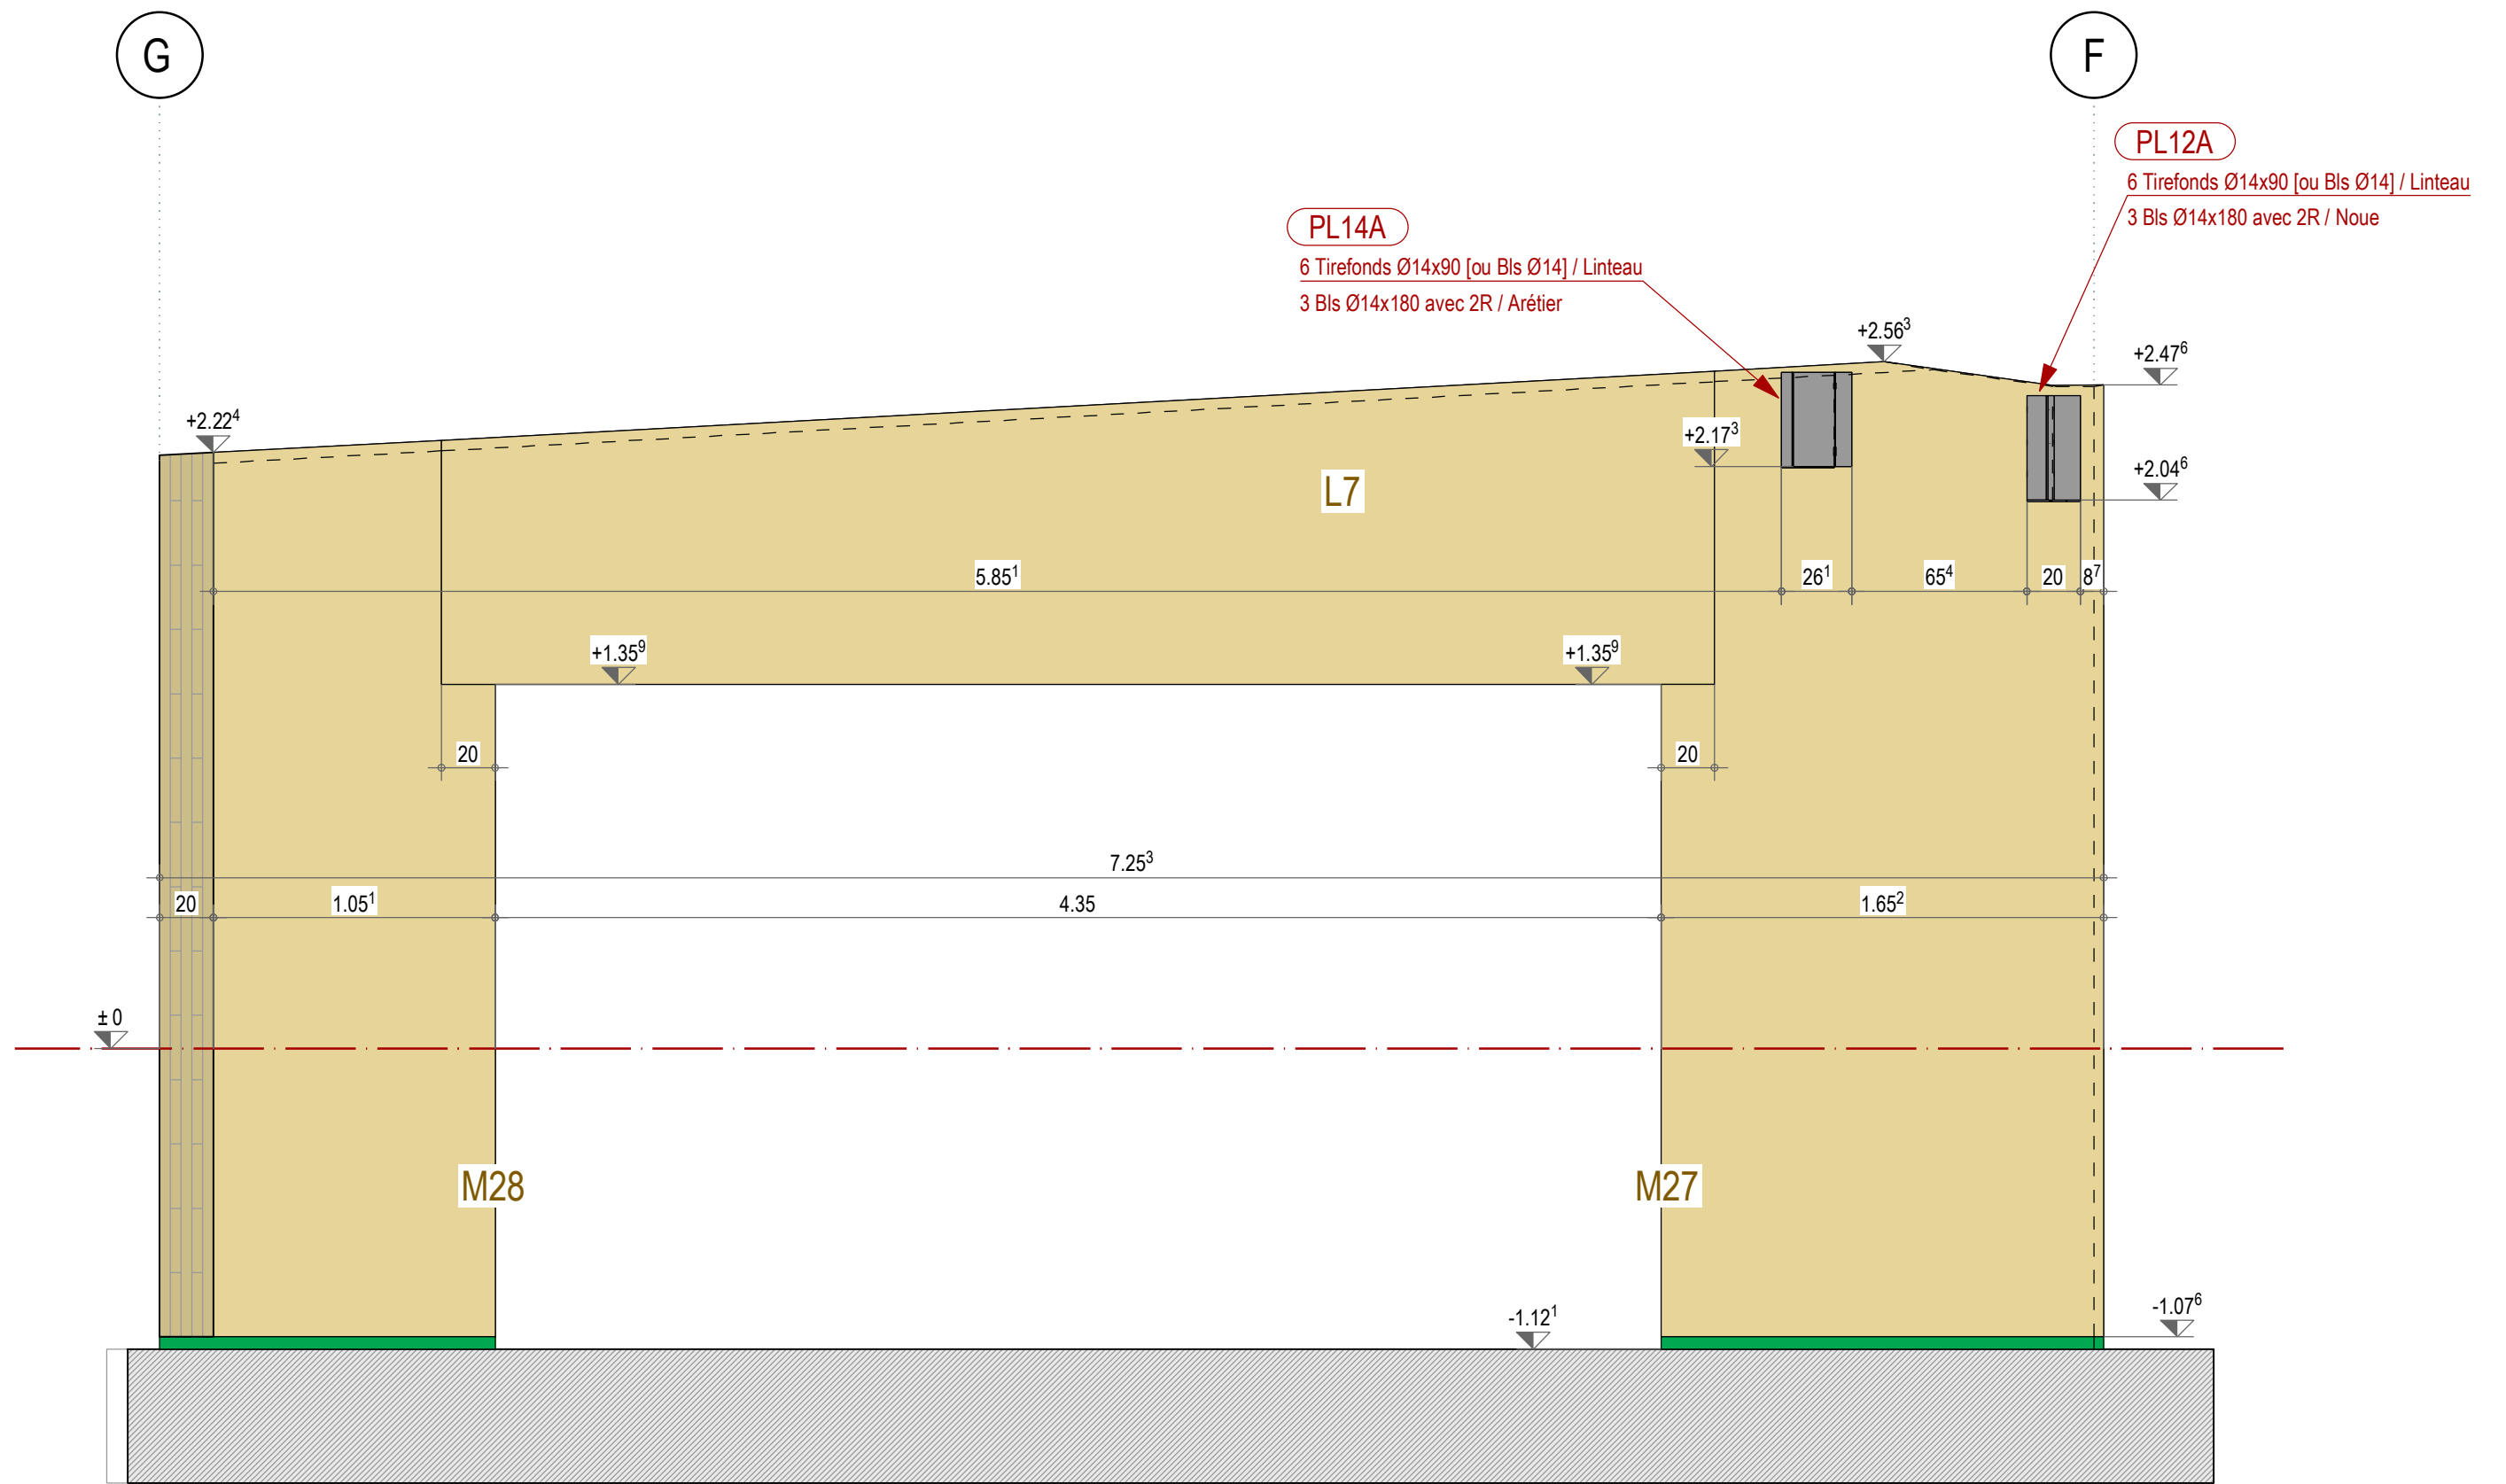 G
F
PL12A
6 Tirefonds Ø14x90 [ou Bls Ø14] / Linteau
3 Bls Ø14x180 avec 2R / Noue
PL14A
6 Tirefonds Ø14x90 [ou Bls Ø14] / Linteau
3 Bls Ø14x180 avec 2R / Arétier
+2.56³
+2.47⁶
+2.22⁴
+2.17³
+2.04⁶
L7
5.85¹
26¹
65⁴
20
8⁷
+1.35⁹
+1.35⁹
20
20
7.25³
20
1.05¹
4.35
1.65²
± 0
M28
M27
-1.12¹
-1.07⁶